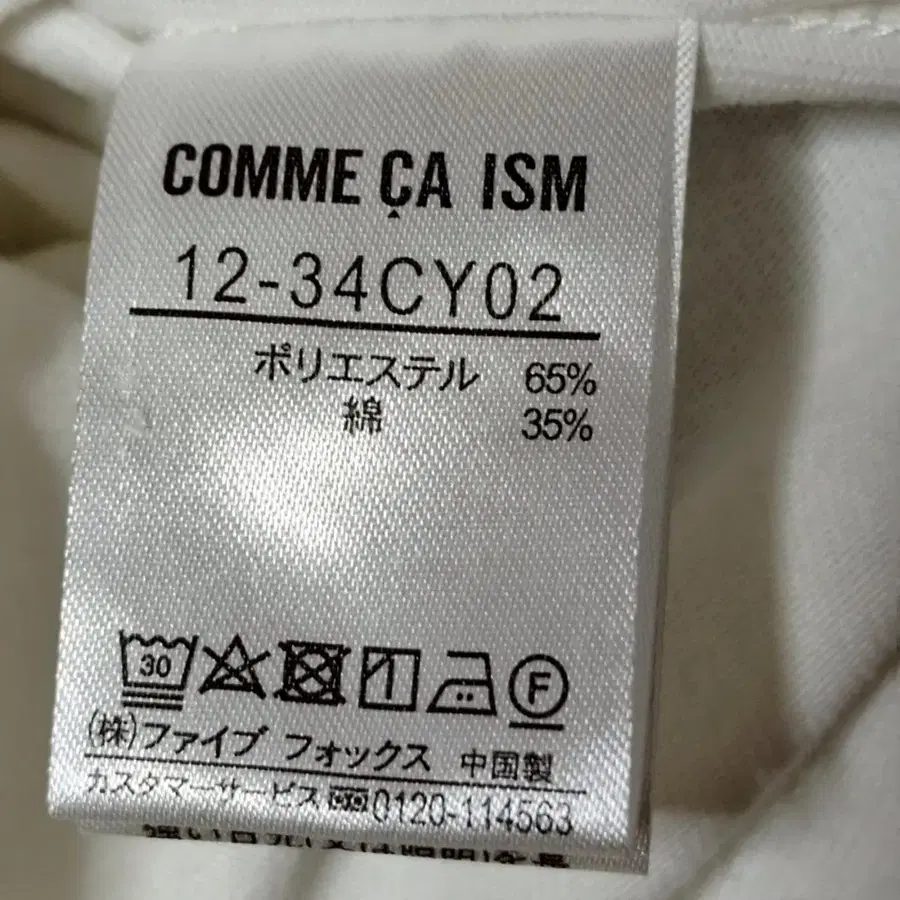 COMME ÇA ISM
12-34CY02
ポリエステル 65%
綿 35%
30 F
(株)ファイブ フォックス 中国製
カスタマーサービス 0120-114563